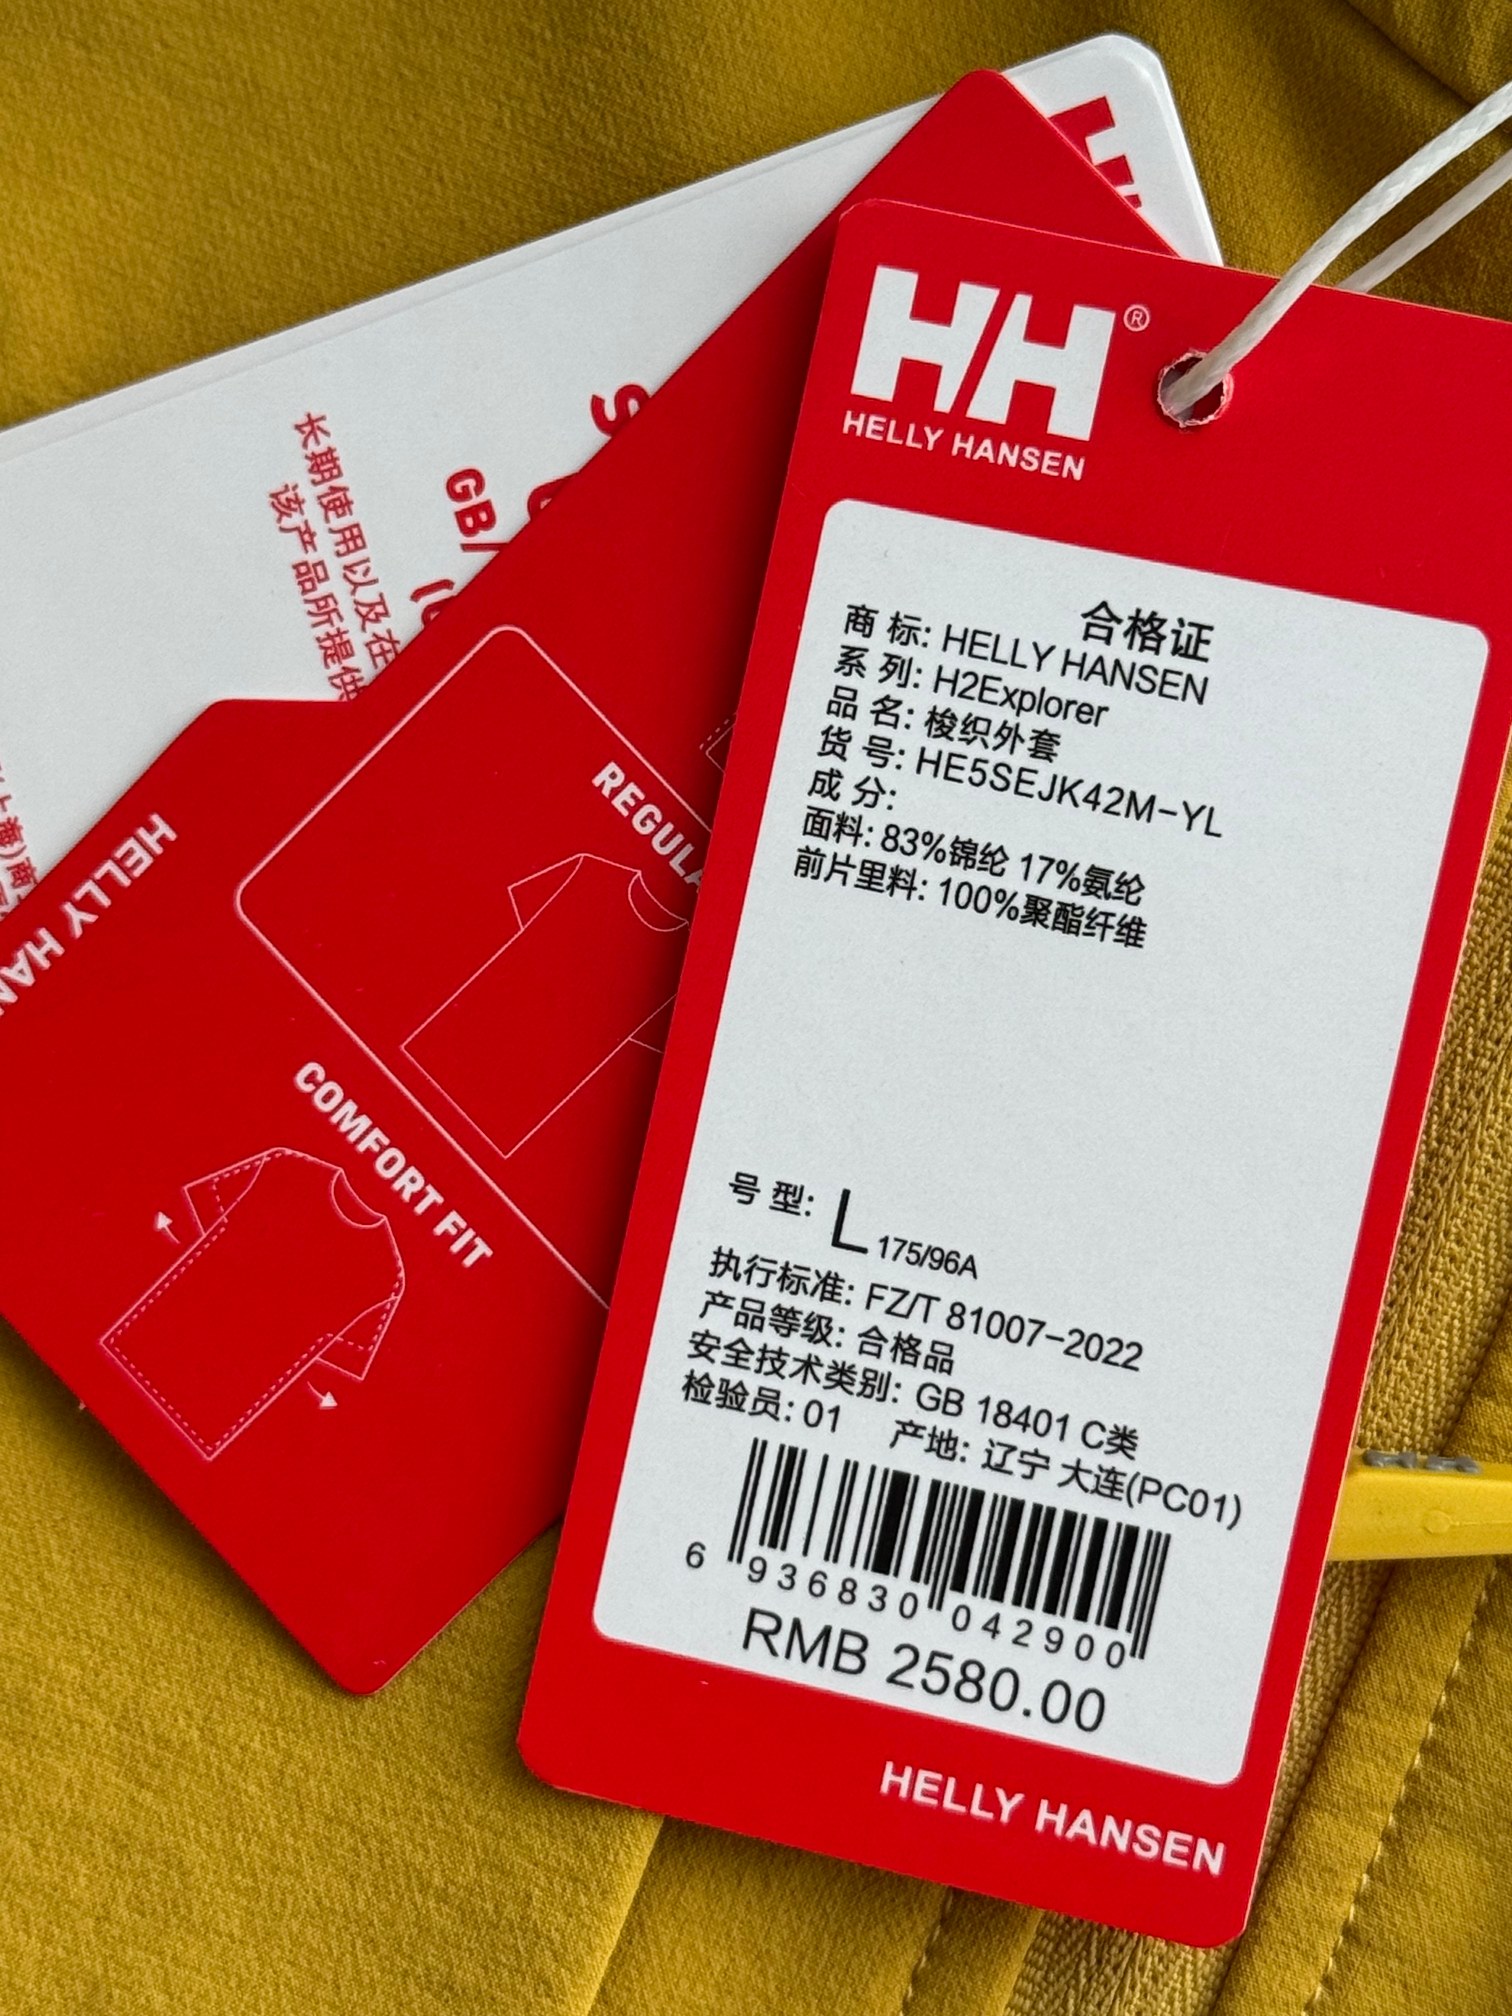 HH®
HELLY HANSEN
合格证
商 标: HELLY HANSEN
系 列: H2Explorer
品 名: 梭织外套
货 号: HE5SEJK42M-YL
成 分:
面料: 83%锦纶 17%氨纶
前片里料: 100%聚酯纤维
号 型: L 175/96A
执行标准: FZ/T 81007-2022
产品等级: 合格品
安全技术类别: GB 18401 C类
检验员: 01 产地: 辽宁 大连(PC01)
6 936830 042900
RMB 2580.00
HELLY HANSEN
REGULA
COMFORT FIT
HELLY HAN
GB/
长期使用以及在
该产品所提供